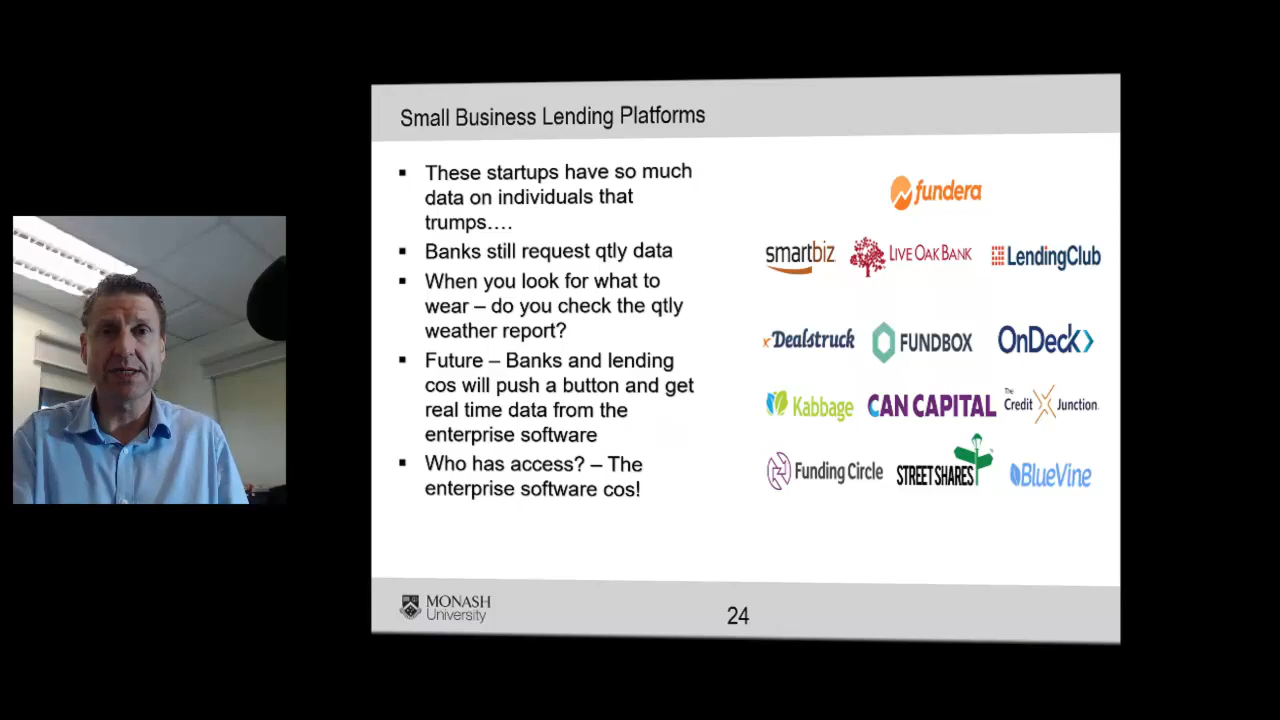 Small Business Lending Platforms
▪ These startups have so much
data on individuals that
trumps….
▪ Banks still request qtly data
▪ When you look for what to
wear – do you check the qtly
weather report?
▪ Future – Banks and lending
cos will push a button and get
real time data from the
enterprise software
▪ Who has access? – The
enterprise software cos!
fundera
smartbiz LIVE OAK BANK LendingClub
Dealstruck FUNDBOX OnDeck
Kabbage CAN CAPITAL The Credit Junction
Funding Circle STREETSHARES BlueVine
MONASH
University
24